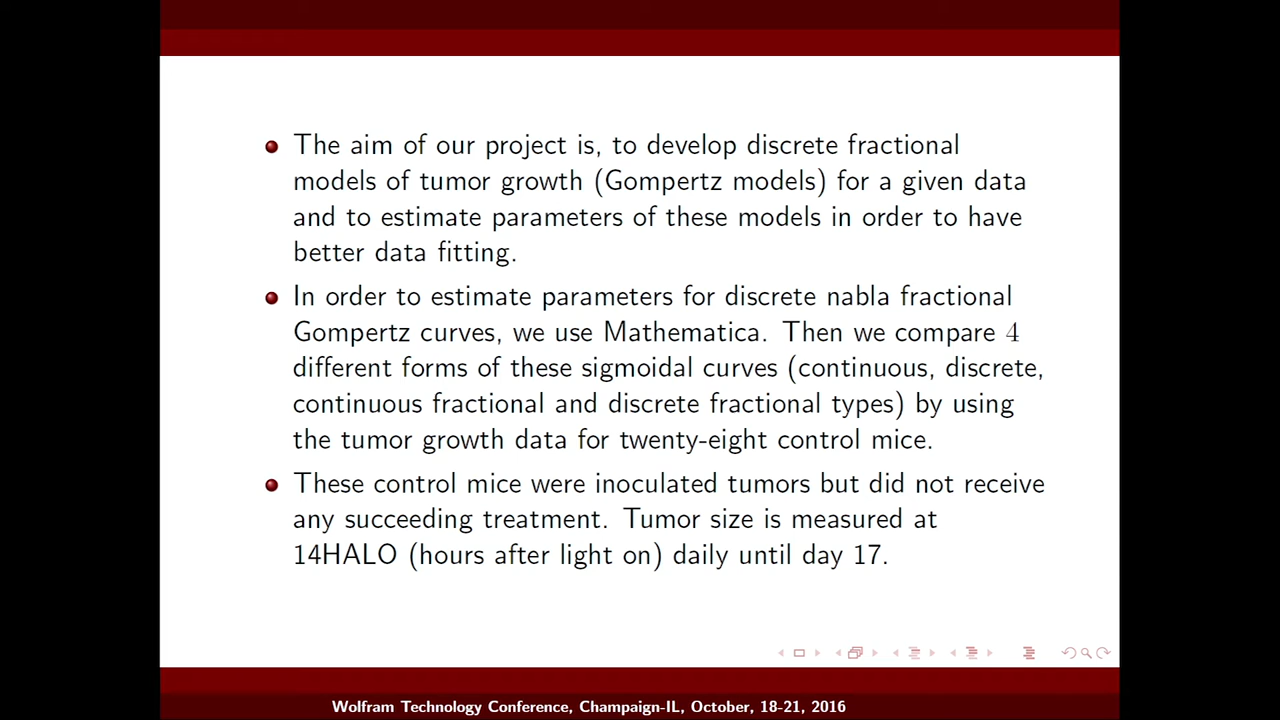 The aim of our project is, to develop discrete fractional
models of tumor growth (Gompertz models) for a given data
and to estimate parameters of these models in order to have
better data fitting.
In order to estimate parameters for discrete nabla fractional
Gompertz curves, we use Mathematica. Then we compare 4
different forms of these sigmoidal curves (continuous, discrete,
continuous fractional and discrete fractional types) by using
the tumor growth data for twenty-eight control mice.
These control mice were inoculated tumors but did not receive
any succeeding treatment. Tumor size is measured at
14HALO (hours after light on) daily until day 17.
Wolfram Technology Conference, Champaign-IL, October, 18-21, 2016